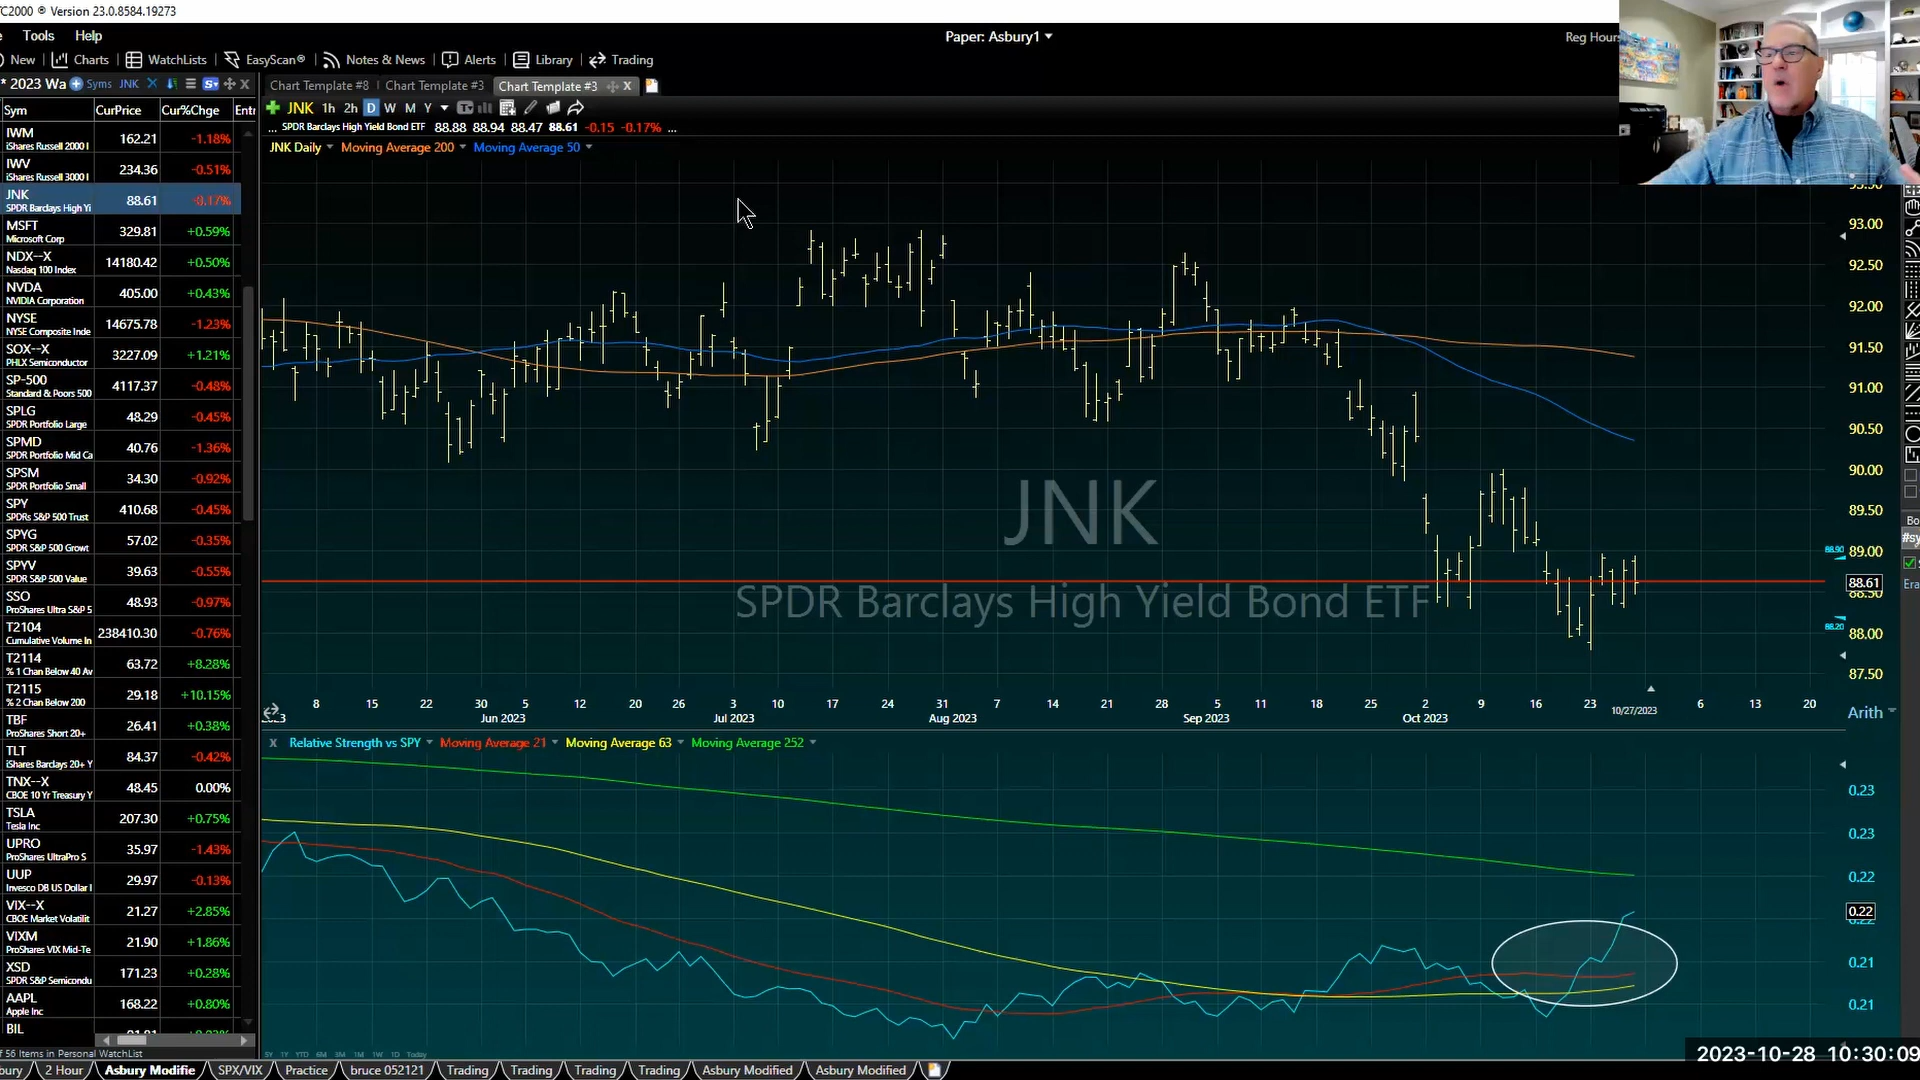 TC2000 ® Version 23.0.8584.19273
Tools Help
Paper: Asbury1
Reg Hours
New Charts WatchLists EasyScan® Notes & News Alerts Library Trading
* 2023 Wa Syms JNK
Chart Template #8 Chart Template #3 Chart Template #3 X
JNK 1h 2h D W M Y
Sym CurPrice Cur%Chge Entr
... SPDR Barclays High Yield Bond ETF 88.88 88.94 88.47 88.61 -0.15 -0.17% ...
JNK Daily Moving Average 200 Moving Average 50
IWM 162.21 -1.18%
iShares Russell 2000 I
IWV 234.36 -0.51%
iShares Russell 3000 I
JNK 88.61 -0.17%
SPDR Barclays High Yi
MSFT 329.81 +0.59%
Microsoft Corp
NDX--X 14180.42 +0.50%
Nasdaq 100 Index
NVDA 405.00 +0.43%
NVIDIA Corporation
NYSE 14675.78 -1.23%
NYSE Composite Inde
SOX--X 3227.09 +1.21%
PHLX Semiconductor
SP-500 4117.37 -0.48%
Standard & Poors 500
SPLG 48.29 -0.45%
SPDR Portfolio Large
SPMD 40.76 -1.36%
SPDR Portfolio Mid Ca
SPSM 34.30 -0.92%
SPDR Portfolio Small
SPY 410.68 -0.45%
SPDRs S&P 500 Trust
SPYG 57.02 -0.35%
SPDR S&P 500 Growt
SPYV 39.63 -0.55%
SPDR S&P 500 Value
SSO 48.93 -0.97%
ProShares Ultra S&P 5
T2104 238410.30 -0.76%
Cumulative Volume In
T2114 63.72 +8.28%
% 1 Chan Below 40 Av
T2115 29.18 +10.15%
% 2 Chan Below 200
TBF 26.41 +0.38%
ProShares Short 20+
TLT 84.37 -0.42%
iShares Barclays 20+ Y
TNX--X 48.45 0.00%
CBOE 10 Yr Treasury Y
TSLA 207.30 +0.75%
Tesla Inc
UPRO 35.97 -1.43%
ProShares UltraPro S
UUP 29.97 -0.13%
Invesco DB US Dollar I
VIX--X 21.27 +2.85%
CBOE Market Volatilit
VIXM 21.90 +1.86%
ProShares VIX Mid-Te
XSD 171.23 +0.28%
SPDR S&P Semicondu
AAPL 168.22 +0.80%
Apple Inc
BIL
of 56 Items in Personal WatchList
JNK
SPDR Barclays High Yield Bond ETF
93.00
92.50
92.00
91.50
91.00
90.50
90.00
89.50
89.00
88.90
88.61
88.20
88.00
87.50
8 15 22 30 5 12 20 26 3 10 17 24 31 7 14 21 28 5 11 18 25 2 9 16 23 10/27/2023 6 13 20
Jun 2023 Jul 2023 Aug 2023 Sep 2023 Oct 2023
Arith
X Relative Strength vs SPY Moving Average 21 Moving Average 63 Moving Average 252
0.23
0.23
0.22
0.22
0.21
0.21
5Y 1Y YTD 6M 3M 1M 1W 1D Today
2023-10-28 10:30:09
bury 2 Hour Asbury Modifie SPX/VIX Practice bruce 052121 Trading Trading Trading Trading Asbury Modified Asbury Modified